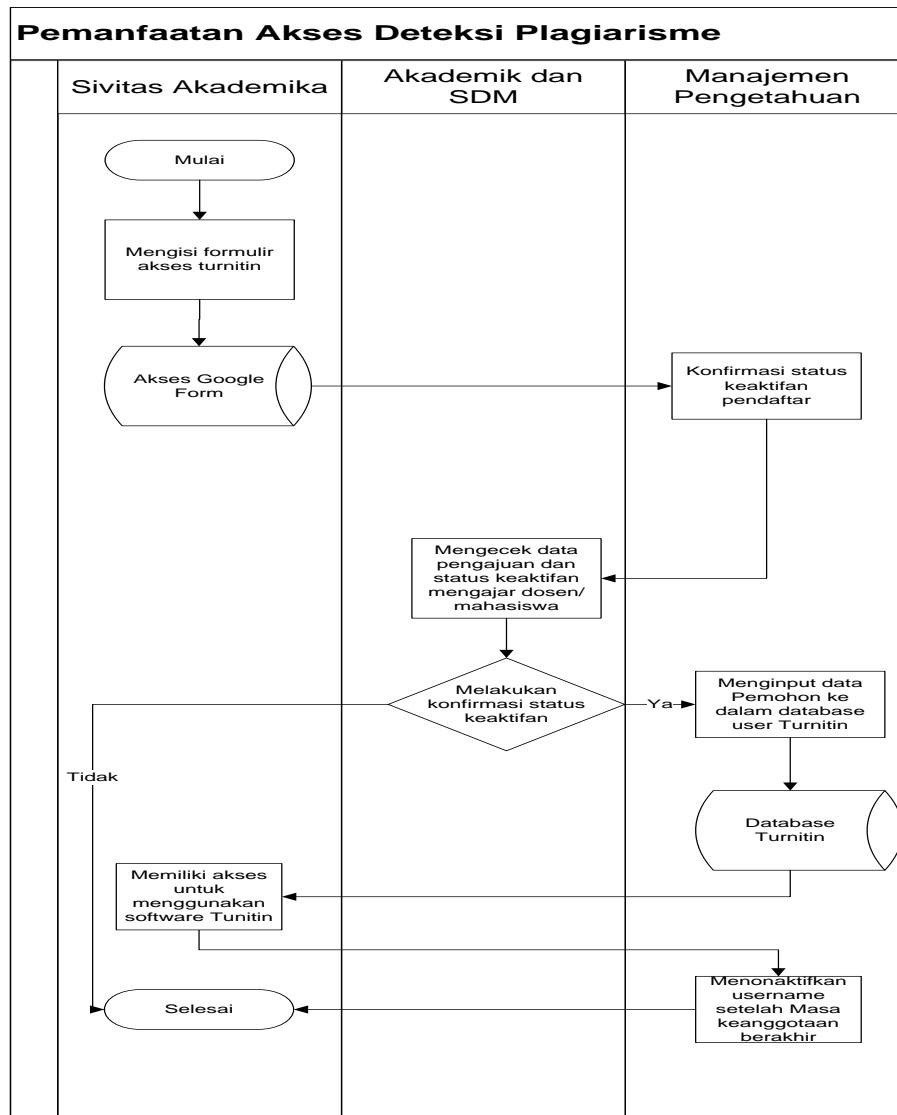 Pemanfaatan Akses Deteksi Plagiarisme
Sivitas Akademika
Akademik dan
SDM
Manajemen
Pengetahuan
Mulai
Mengisi formulir
akses turnitin
Akses Google
Form
Konfirmasi status
keaktifan
pendaftar
Mengecek data
pengajuan dan
status keaktifan
mengajar dosen/
mahasiswa
Melakukan
konfirmasi status
keaktifan
Ya
Menginput data
Pemohon ke
dalam database
user Turnitin
Tidak
Database
Turnitin
Memiliki akses
untuk
menggunakan
software Tunitin
Menonaktifkan
username
setelah Masa
keanggotaan
berakhir
Selesai